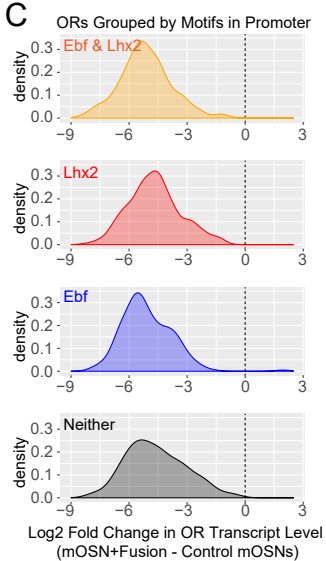 C
ORs Grouped by Motifs in Promoter
Ebf & Lhx2
density
0.3
0.2
0.1
0.0
−9 −6 −3 0 3
Lhx2
density
0.3
0.2
0.1
0.0
−9 −6 −3 0 3
Ebf
density
0.3
0.2
0.1
0.0
−9 −6 −3 0 3
Neither
density
0.3
0.2
0.1
0.0
−9 −6 −3 0 3
Log2 Fold Change in OR Transcript Level
(mOSN+Fusion - Control mOSNs)